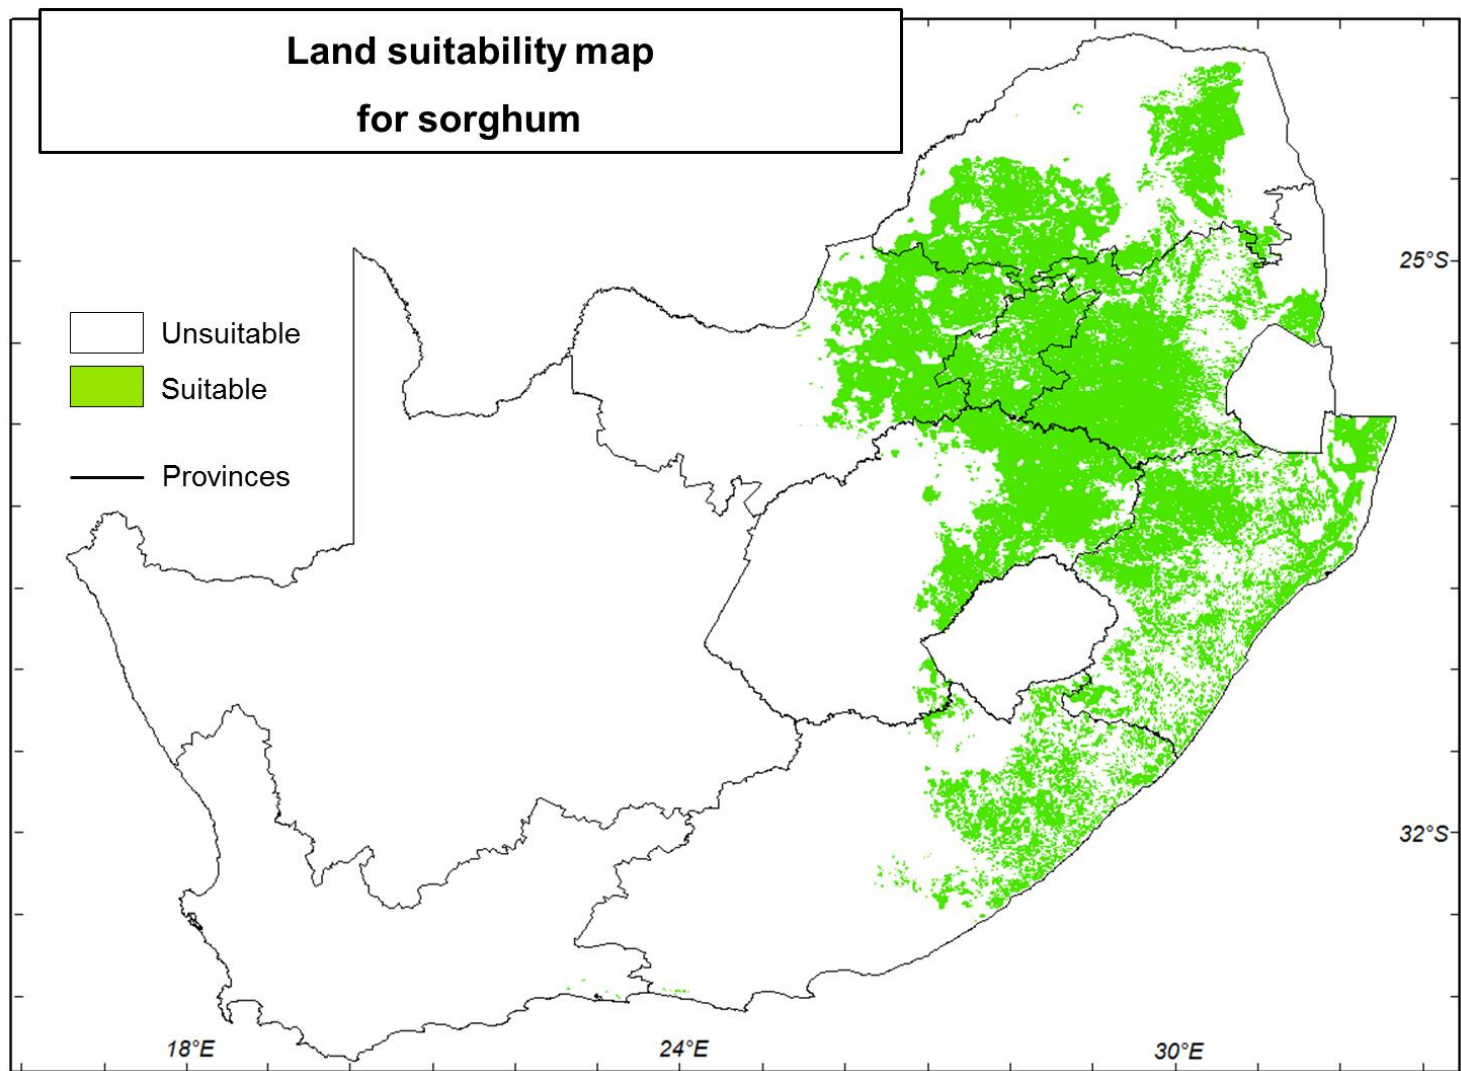 Land suitability map
for sorghum
25°S
Unsuitable
Suitable
Provinces
32°S
18°E
24°E
30°E